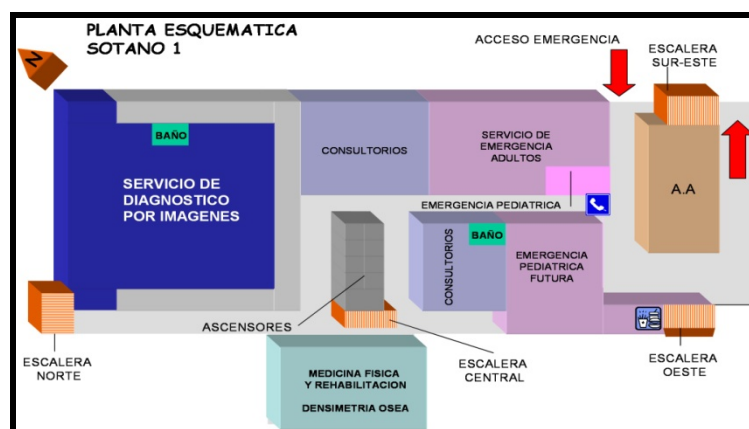 PLANTA ESQUEMATICA
SOTANO 1
N
ACCESO EMERGENCIA
ESCALERA
SUR-ESTE
BAÑO
SERVICIO DE
DIAGNOSTICO
POR IMAGENES
CONSULTORIOS
SERVICIO DE
EMERGENCIA
ADULTOS
A.A
EMERGENCIA PEDIATRICA
CONSULTORIOS
BAÑO
EMERGENCIA
PEDIATRICA
FUTURA
ASCENSORES
ESCALERA
NORTE
MEDICINA FISICA
Y REHABILITACION
DENSIMETRIA OSEA
ESCALERA
CENTRAL
ESCALERA
OESTE